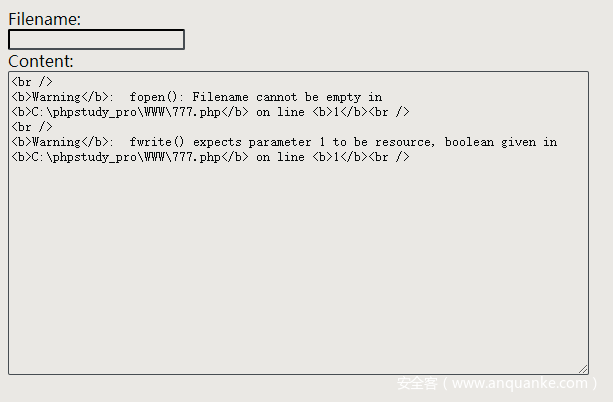 Filename:
Content:
<br />
<b>Warning</b>:  fopen(): Filename cannot be empty in
<b>C:\phpstudy_pro\WWW\777.php</b> on line <b>1</b><br />
<br />
<b>Warning</b>:  fwrite() expects parameter 1 to be resource, boolean given in
<b>C:\phpstudy_pro\WWW\777.php</b> on line <b>1</b><br />
安全客（www.anquanke.com）